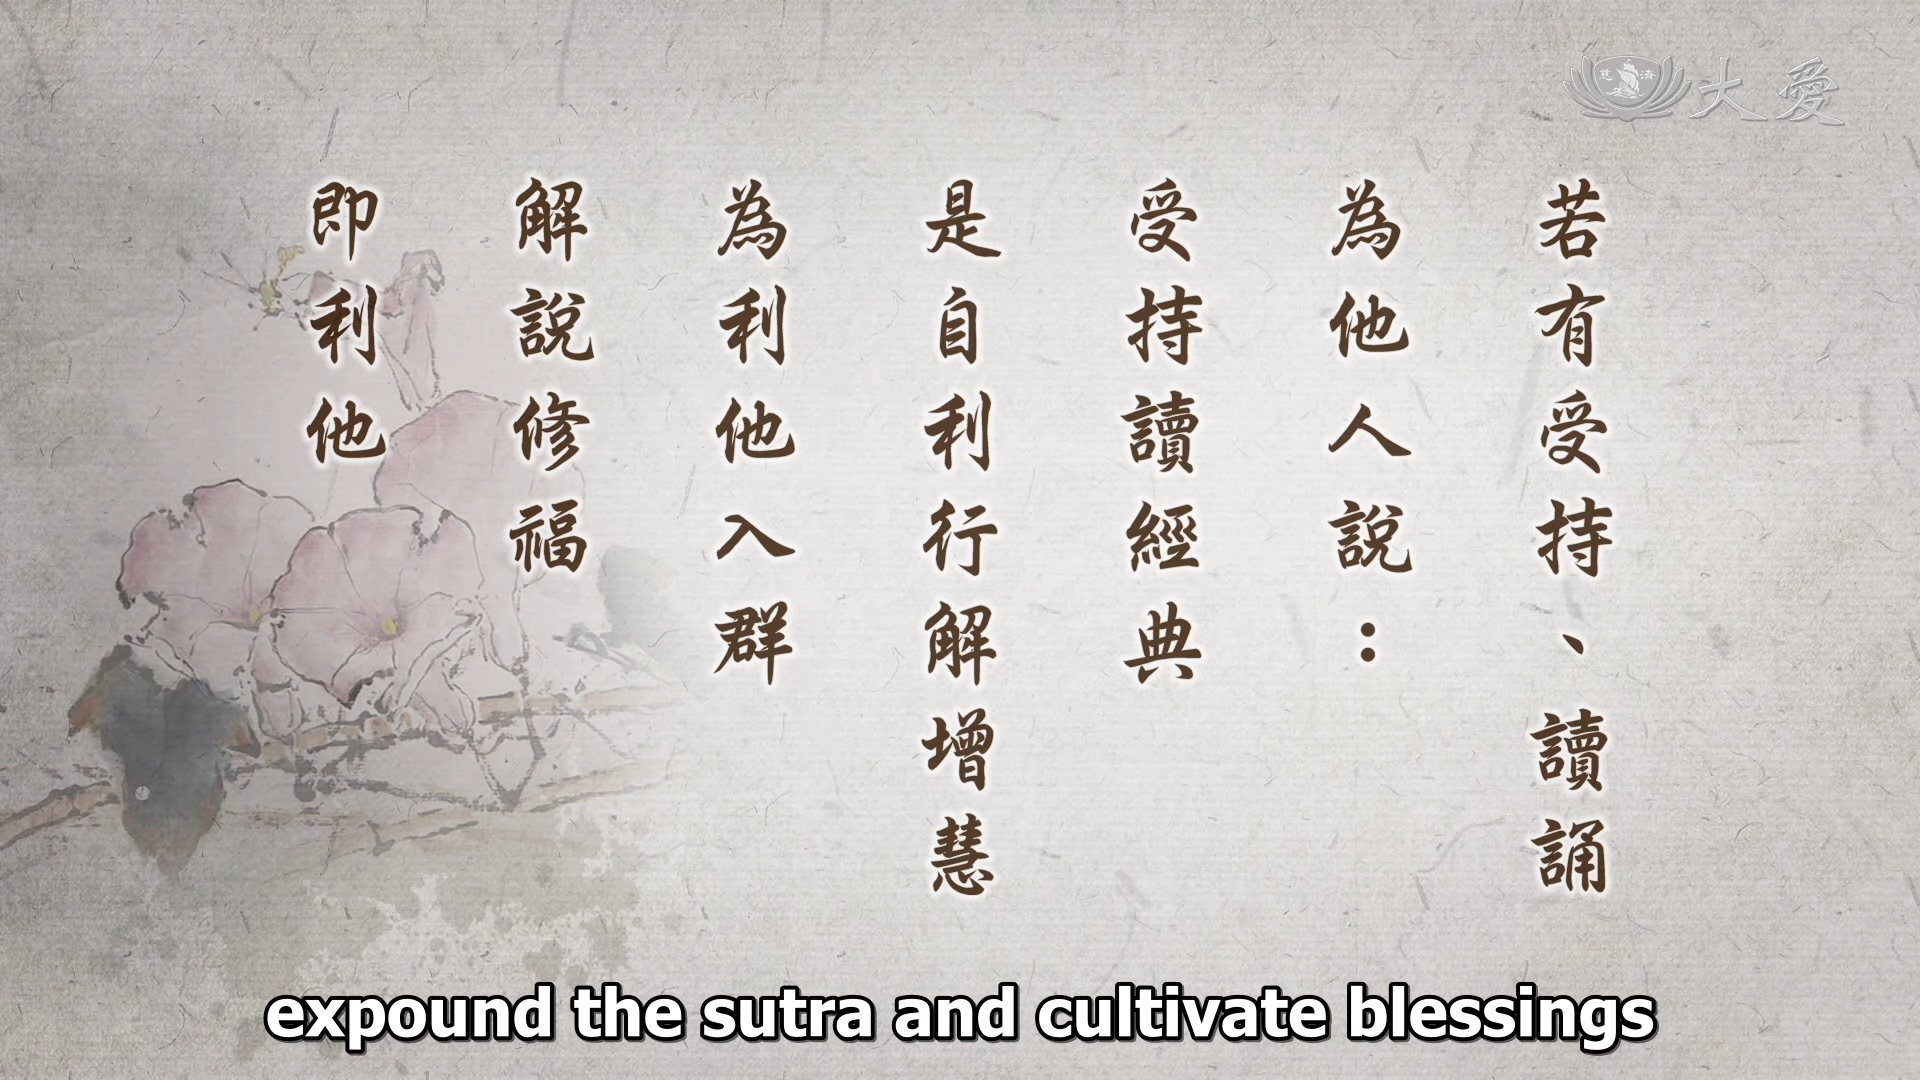 大愛
慈濟
若有受持、讀誦
為他人說：
受持讀經典
是自利行解增慧
為利他入群
解說修福
即利他
expound the sutra and cultivate blessings